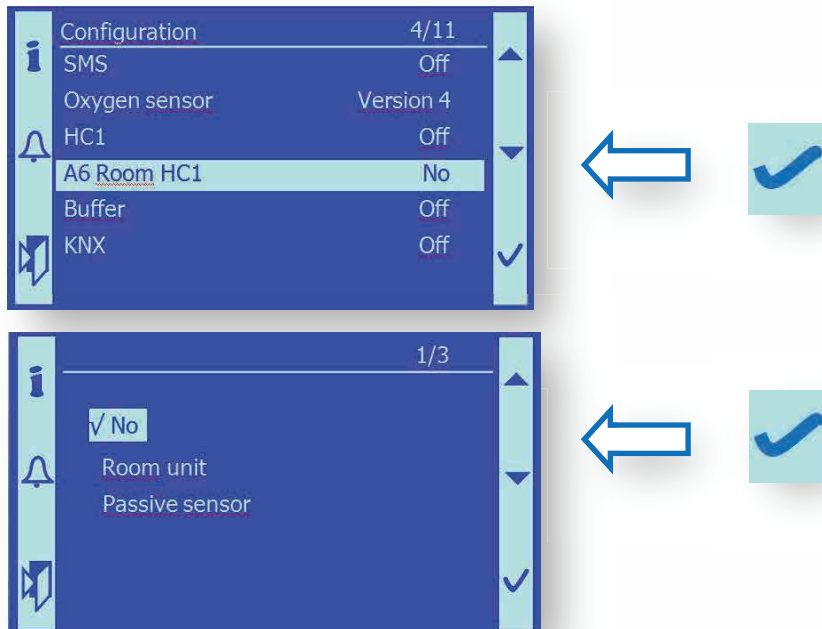 Configuration 4/11
SMS Off
Oxygen sensor Version 4
HC1 Off
A6 Room HC1 No
Buffer Off
KNX Off
1/3
√ No
Room unit
Passive sensor